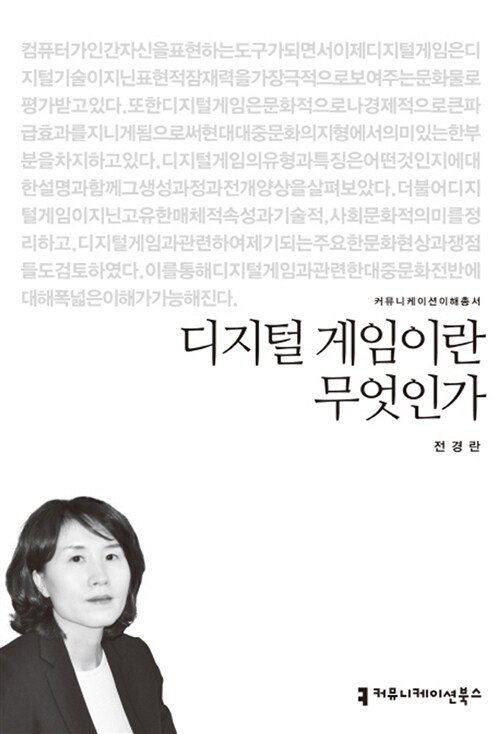 컴퓨터가인간자신을표현하는도구가되면서이제디지털게임은디
지털기술이지닌표현적잠재력을가장극적으로보여주는문화물로
평가받고있다. 또한디지털게임은문화적으로나경제적으로큰파
급효과를지니게됨으로써현대대중문화의지형에서의미있는한부
분을차지하고있다. 디지털게임의유형과특징은어떤것인지에대
한설명과함께그생성과정과전개양상을살펴보았다. 더불어디지
털게임이지닌고유한매체적속성과기술적, 사회문화적의미를정
리하고, 디지털게임과관련하여제기되는주요한문화현상과쟁점
들도검토하였다. 이를통해디지털게임과관련한대중문화전반에
대해폭넓은이해가가능해진다.
커뮤니케이션이해총서
디지털 게임이란
무엇인가
전경란
커뮤니케이션북스